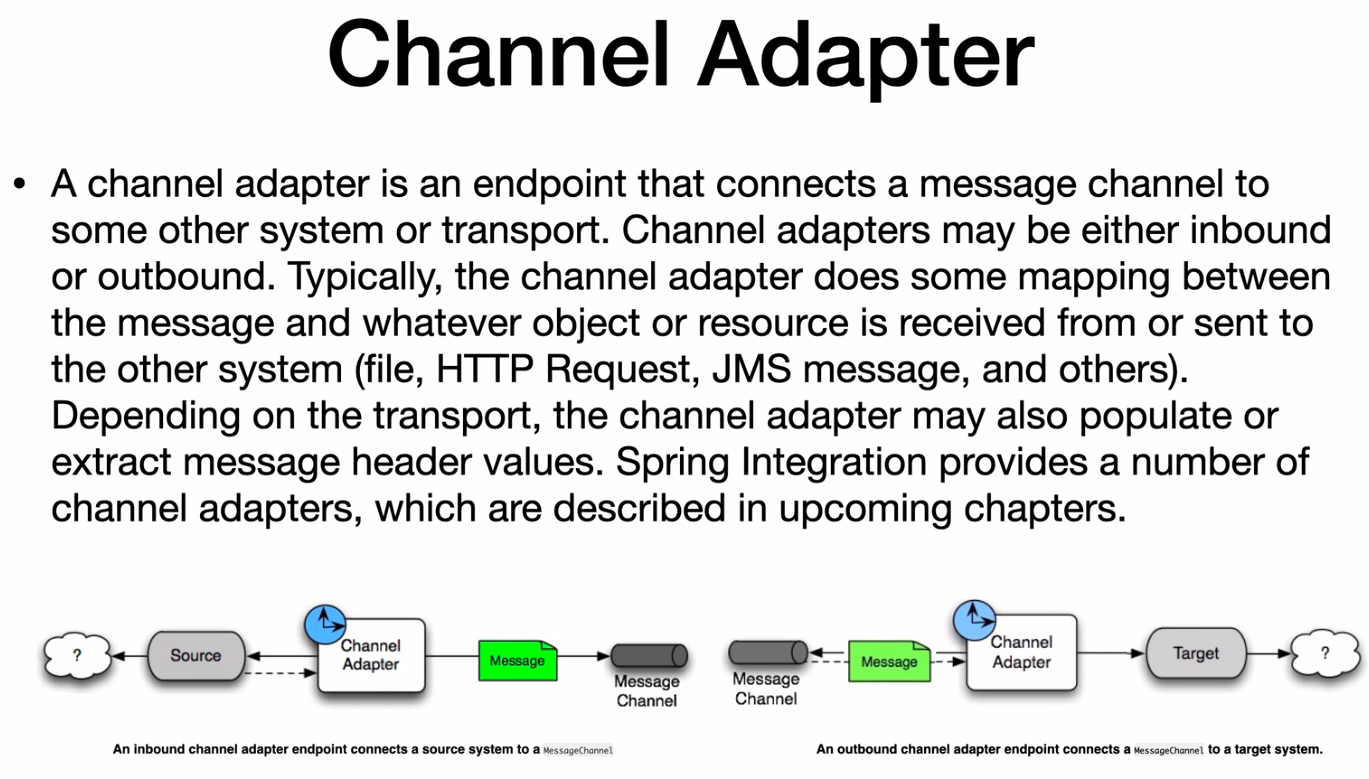 Channel Adapter
• A channel adapter is an endpoint that connects a message channel to
some other system or transport. Channel adapters may be either inbound
or outbound. Typically, the channel adapter does some mapping between
the message and whatever object or resource is received from or sent to
the other system (file, HTTP Request, JMS message, and others).
Depending on the transport, the channel adapter may also populate or
extract message header values. Spring Integration provides a number of
channel adapters, which are described in upcoming chapters.
?
Source
Channel
Adapter
Message
Message
Channel
Message
Channel
Message
Channel
Adapter
Target
?
An inbound channel adapter endpoint connects a source system to a MessageChannel
An outbound channel adapter endpoint connects a MessageChannel to a target system.